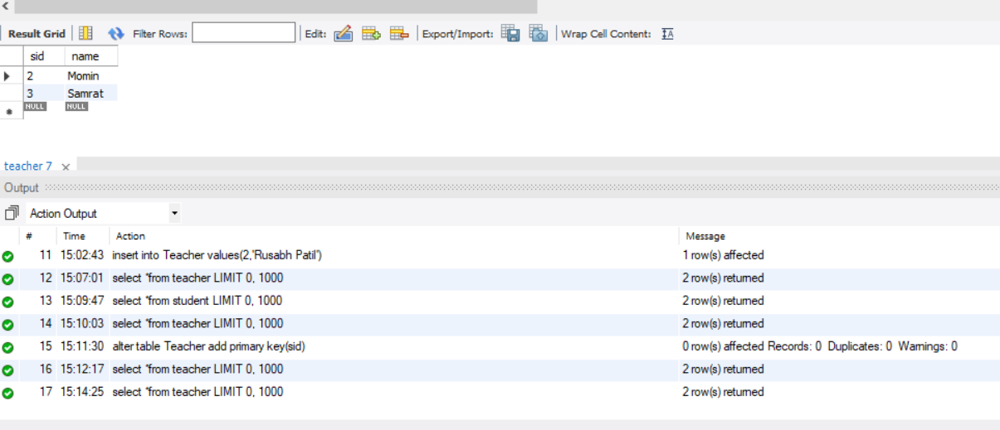 Result Grid Filter Rows: Edit: Export/Import: Wrap Cell Content:
sid name
2 Momin
3 Samrat
NULL NULL
teacher 7
Output
Action Output
# Time Action Message
11 15:02:43 insert into Teacher values(2,'Rusabh Patil') 1 row(s) affected
12 15:07:01 select *from teacher LIMIT 0, 1000 2 row(s) returned
13 15:09:47 select *from student LIMIT 0, 1000 2 row(s) returned
14 15:10:03 select *from teacher LIMIT 0, 1000 2 row(s) returned
15 15:11:30 alter table Teacher add primary key(sid) 0 row(s) affected Records: 0 Duplicates: 0 Warnings: 0
16 15:12:17 select *from teacher LIMIT 0, 1000 2 row(s) returned
17 15:14:25 select *from teacher LIMIT 0, 1000 2 row(s) returned